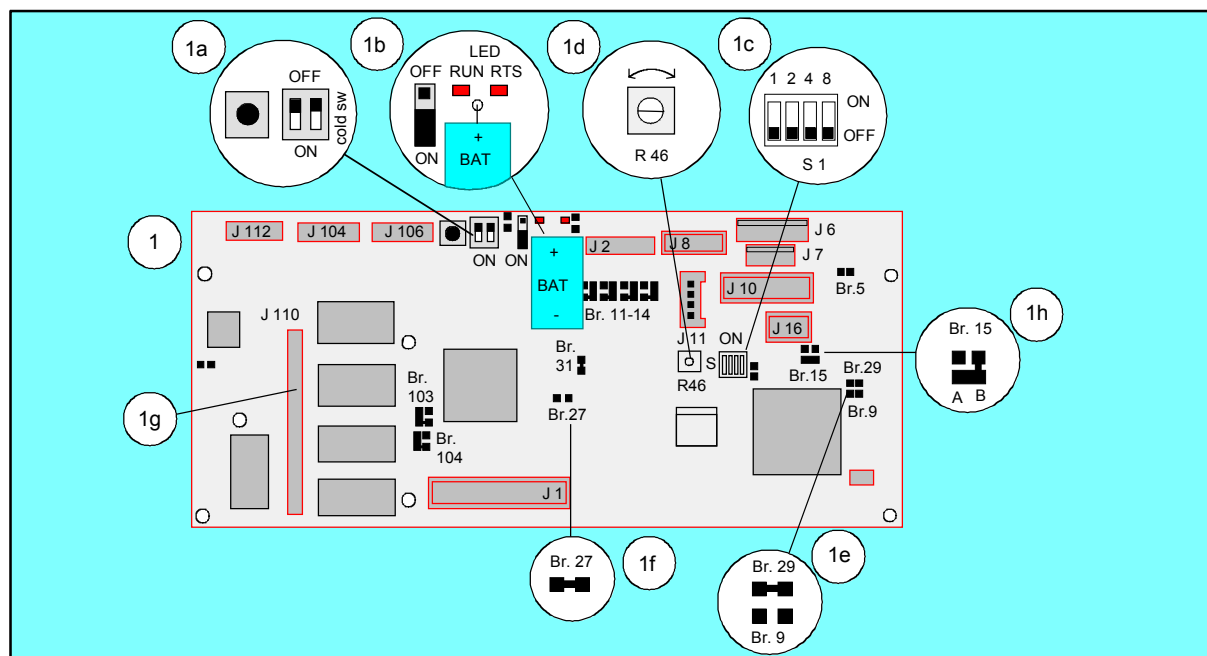 1a
1b
1d
1c
OFF
cold sw
ON
LED
OFF RUN RTS
+
BAT
ON
R 46
1 2 4 8
ON
OFF
S 1
1
J 112
J 104
J 106
ON
ON
+
BAT
-
J 2
J 8
J 6
J 7
J 10
Br.5
Br. 11-14
J 11
ON
J 16
S
R46
Br.15
Br.29
Br.9
1h
Br. 15
A B
J 110
Br.
31
Br.27
Br.
103
Br.
104
1g
J 1
Br. 27
1f
1e
Br. 29
Br. 9